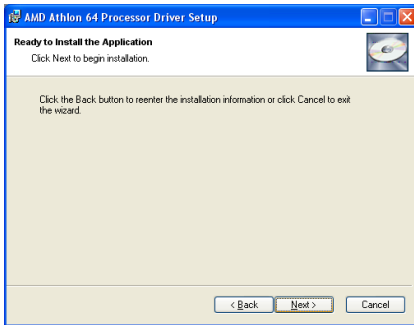 AMD Athlon 64 Processor Driver Setup
Ready to Install the Application
Click Next to begin installation.
Click the Back button to reenter the installation information or click Cancel to exit
the wizard.
< Back
Next >
Cancel